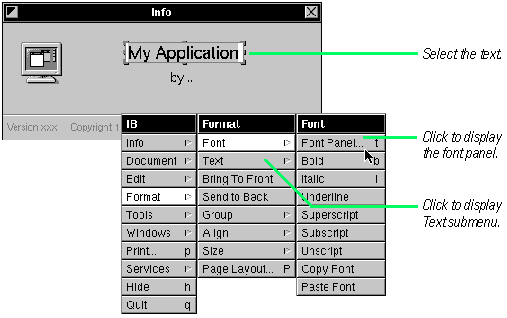 Info
My Application
Select the text.
by ..
Version xxx Copyright 1
IB Format Font
Info Font Font Panel... t
Click to display
the font panel.
Document Text Bold b
Edit Bring To Front Italic i
Format Send to Back Underline
Click to display
Text submenu.
Tools Group Superscript
Windows Align Subscript
Print... p Size Unscript
Services Page Layout... P Copy Font
Hide h Paste Font
Quit q